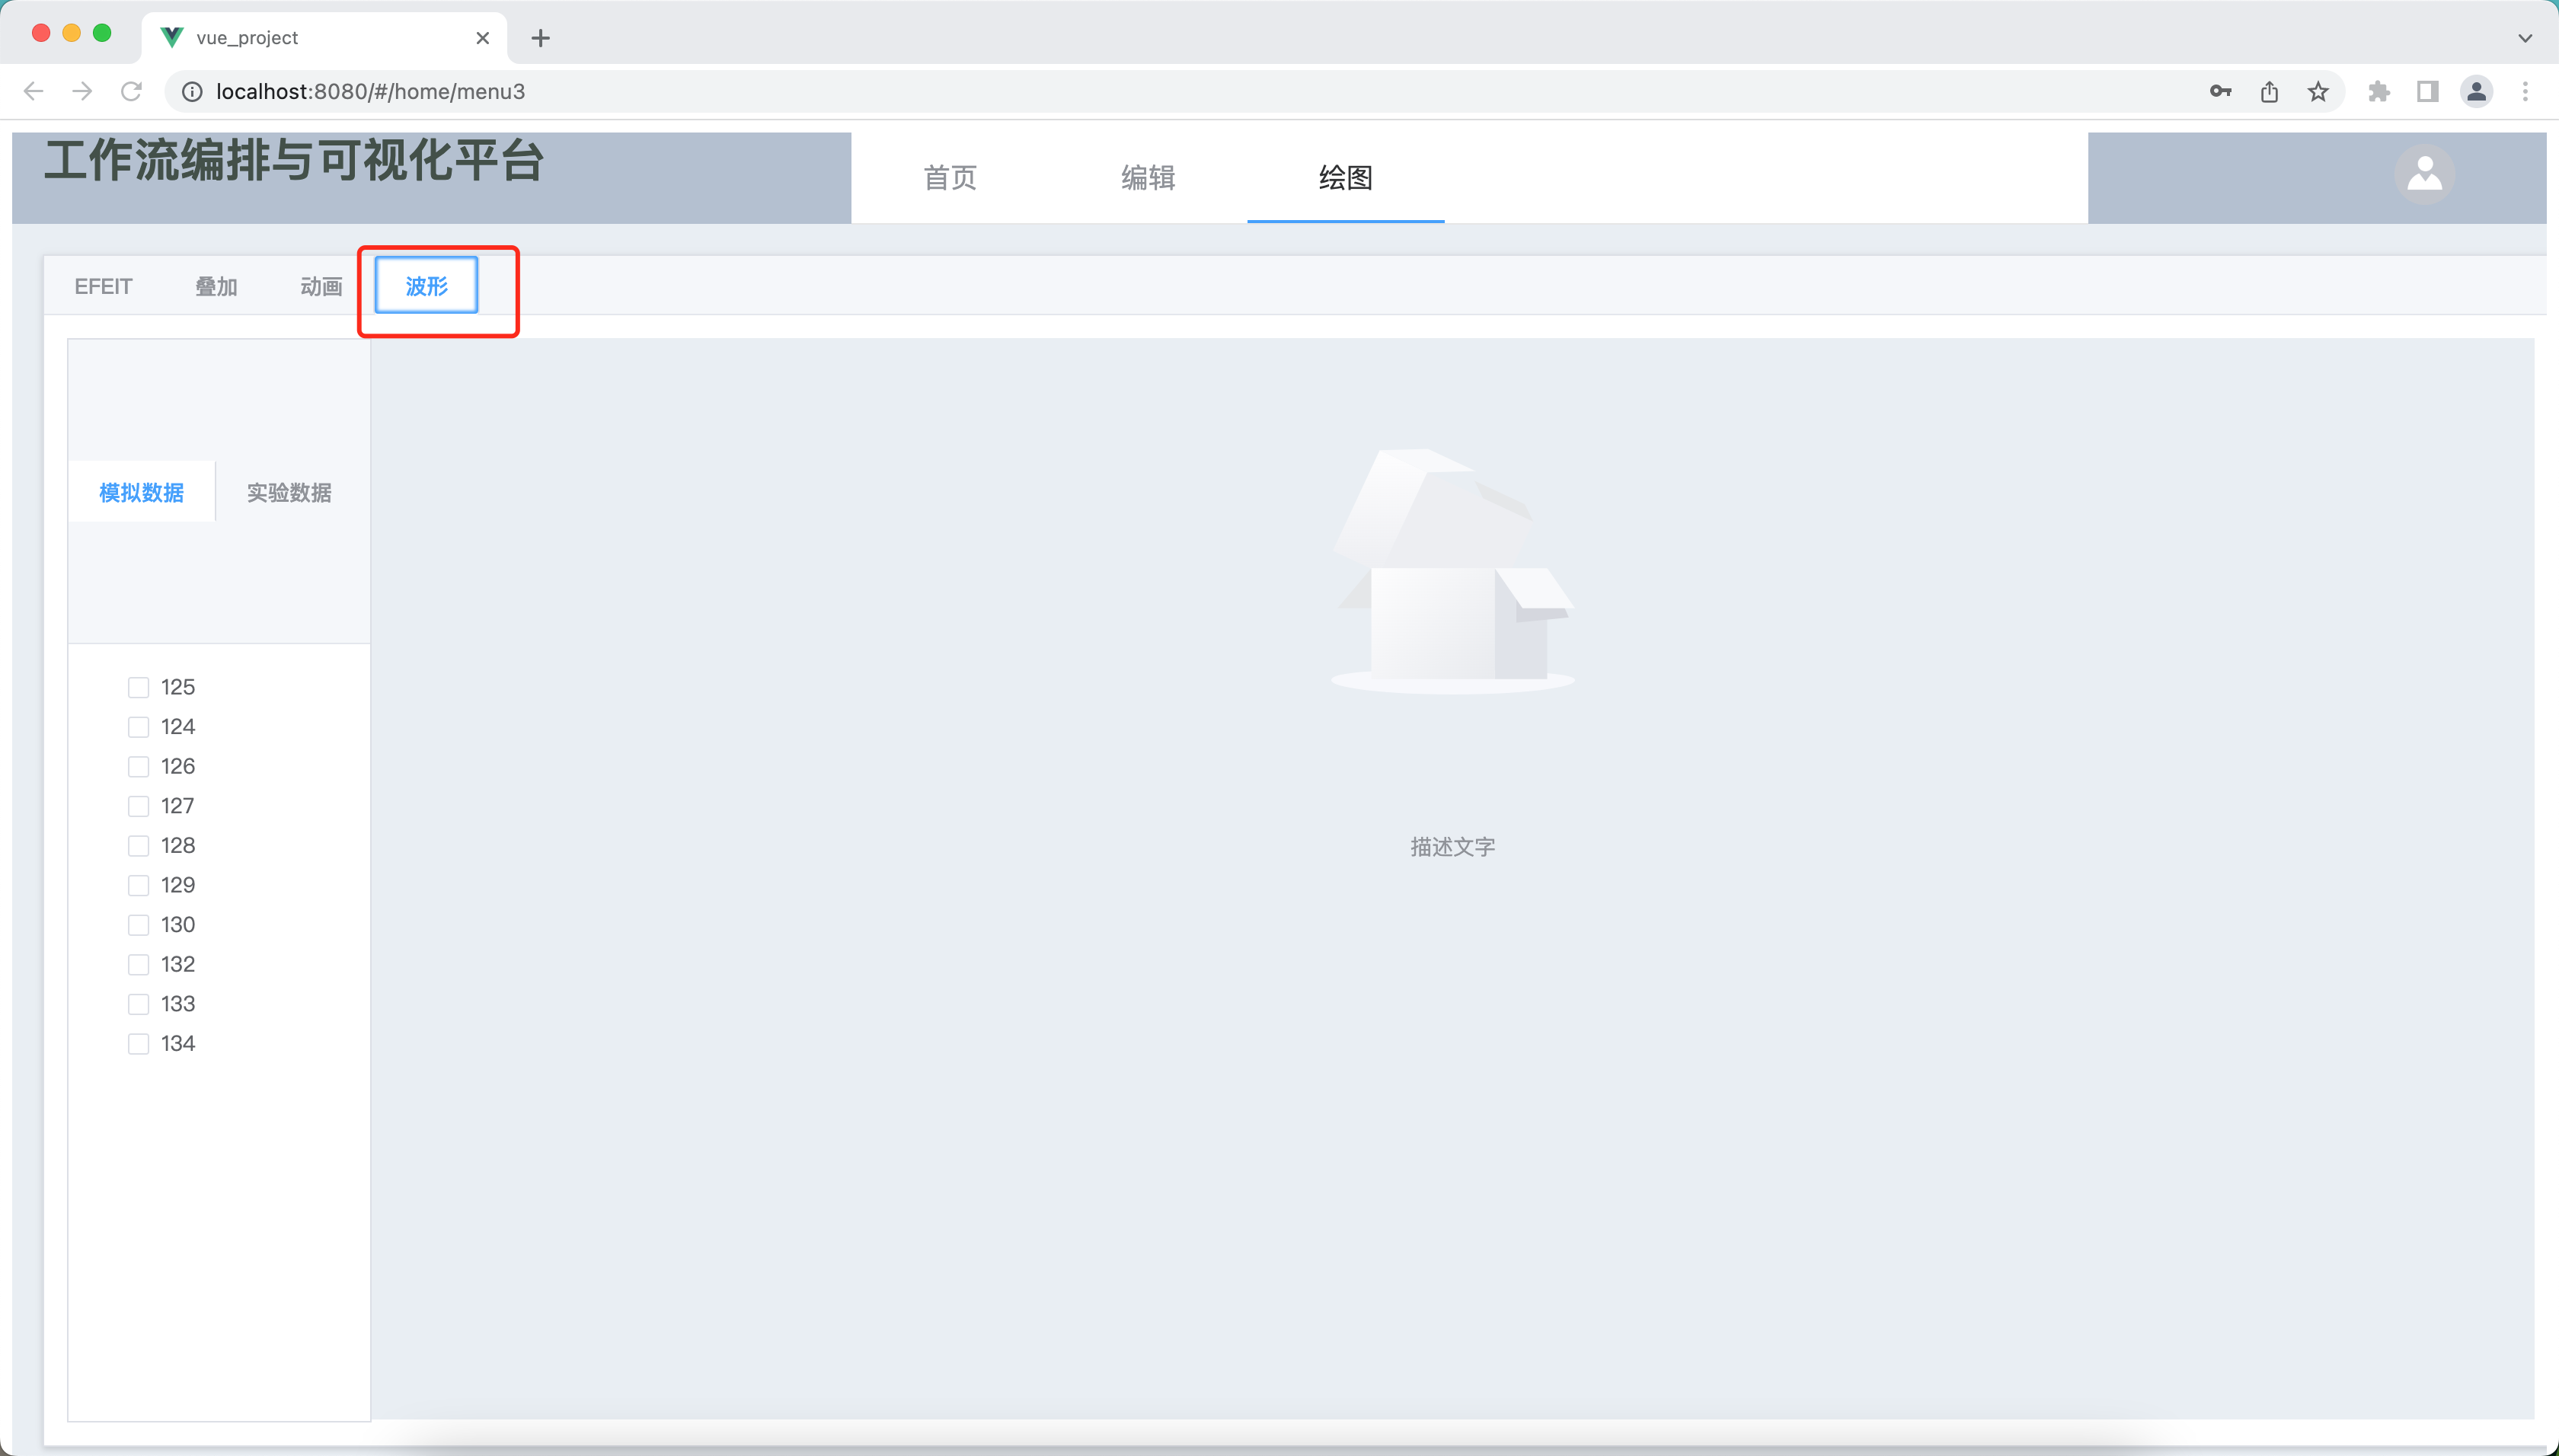 vue_project
localhost:8080/#/home/menu3
工作流编排与可视化平台
首页 编辑 绘图
EFEIT 叠加 动画 波形
模拟数据 实验数据
125
124
126
127
128
129
130
132
133
134
描述文字